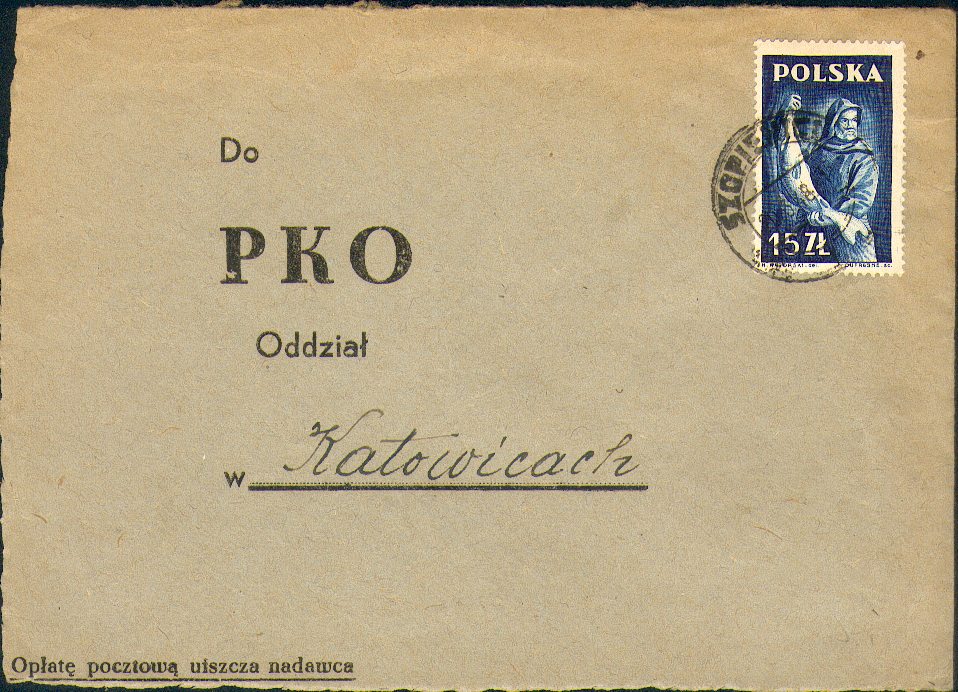 POLSKA
15 ZŁ
Do
PKO
Oddział
w Katowicach
Opłatę pocztową uiszcza nadawca